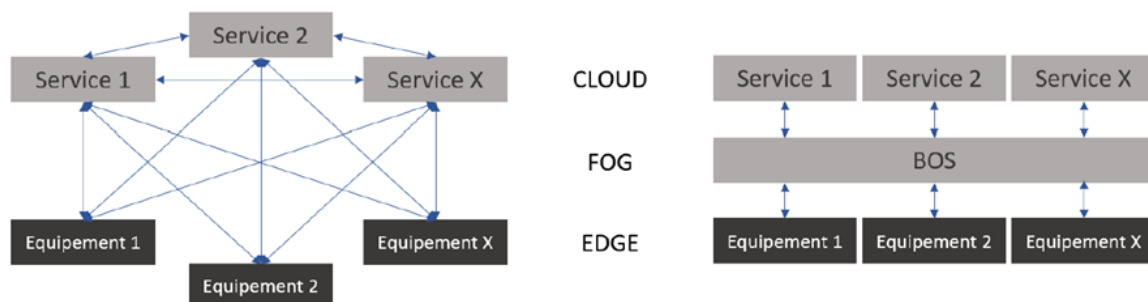 Service 2
Service 1
Service X
Equipement 1
Equipement X
Equipement 2
CLOUD
FOG
EDGE
Service 1
Service 2
Service X
BOS
Equipement 1
Equipement 2
Equipement X